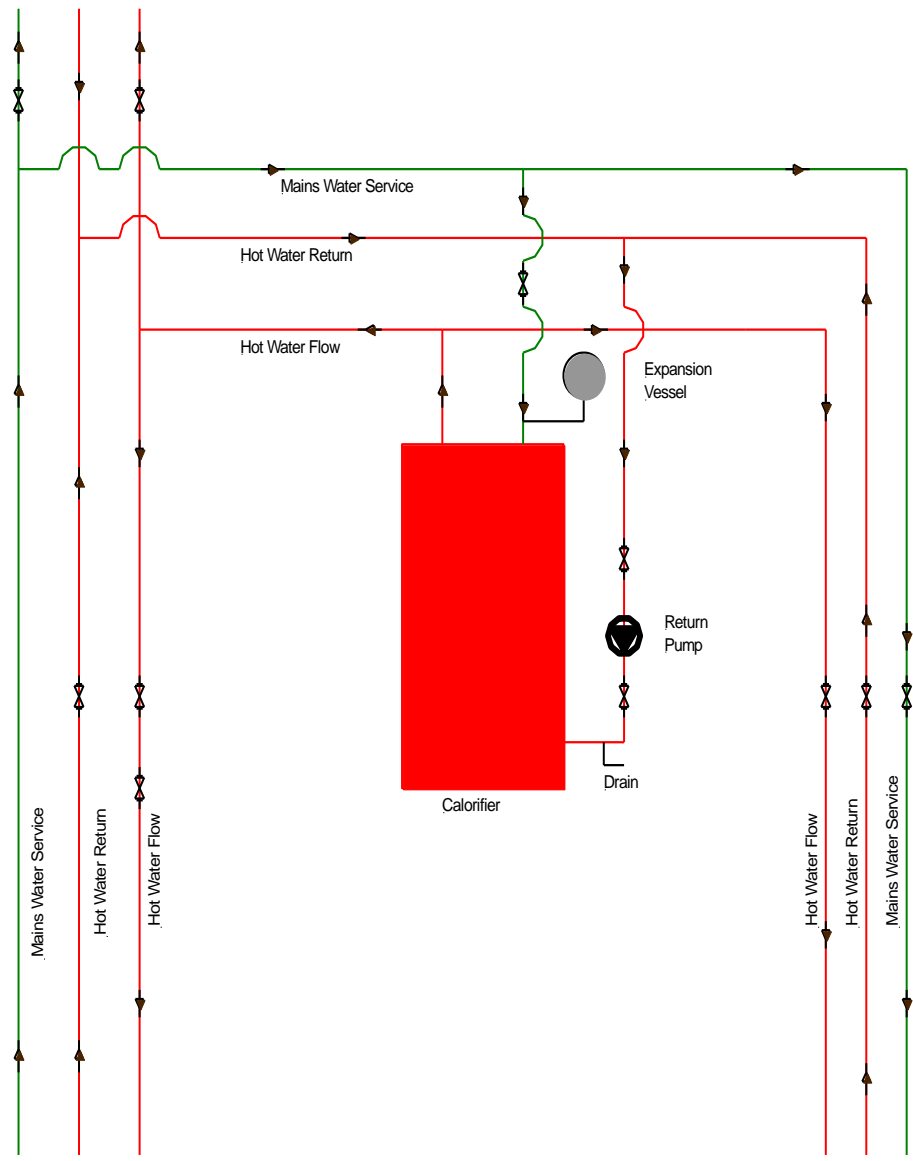 Mains Water Service
Hot Water Return
Hot Water Flow
Expansion
Vessel
Return
Pump
Drain
Calorifier
Mains Water Service
Hot Water Return
Hot Water Flow
Hot Water Flow
Hot Water Return
Mains Water Service